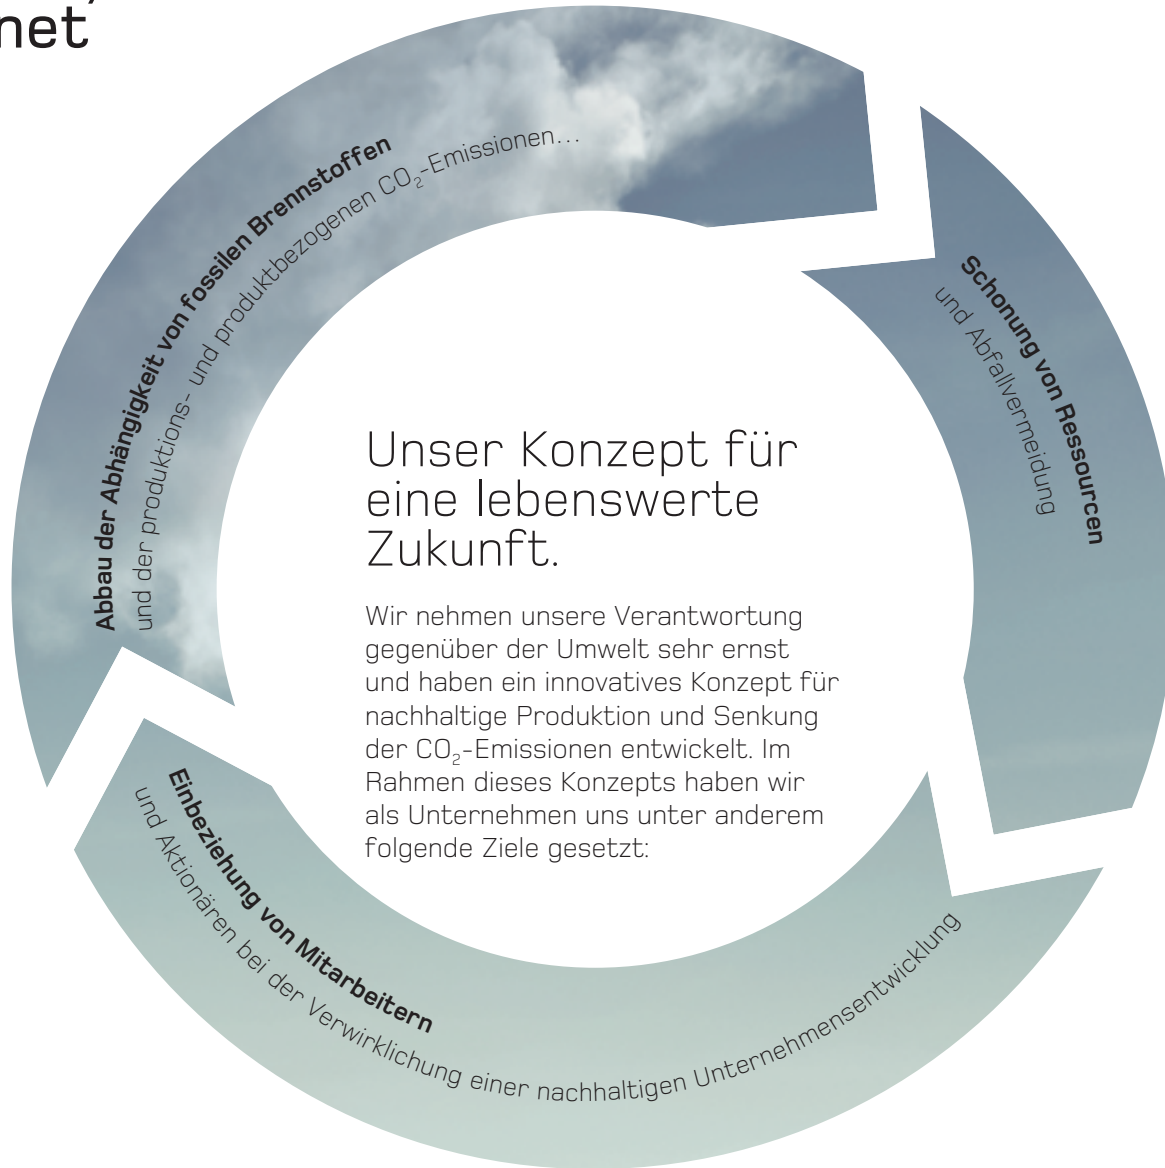 net
Abbau der Abhängigkeit von fossilen Brennstoffen
und der produktions- und produktbezogenen CO₂-Emissionen...
Schonung von Ressourcen
und Abfallvermeidung
Unser Konzept für
eine lebenswerte
Zukunft.
Wir nehmen unsere Verantwortung
gegenüber der Umwelt sehr ernst
und haben ein innovatives Konzept für
nachhaltige Produktion und Senkung
der CO₂-Emissionen entwickelt. Im
Rahmen dieses Konzepts haben wir
als Unternehmen uns unter anderem
folgende Ziele gesetzt:
Einbeziehung von Mitarbeitern
und Aktionären bei der Verwirklichung einer nachhaltigen Unternehmensentwicklung